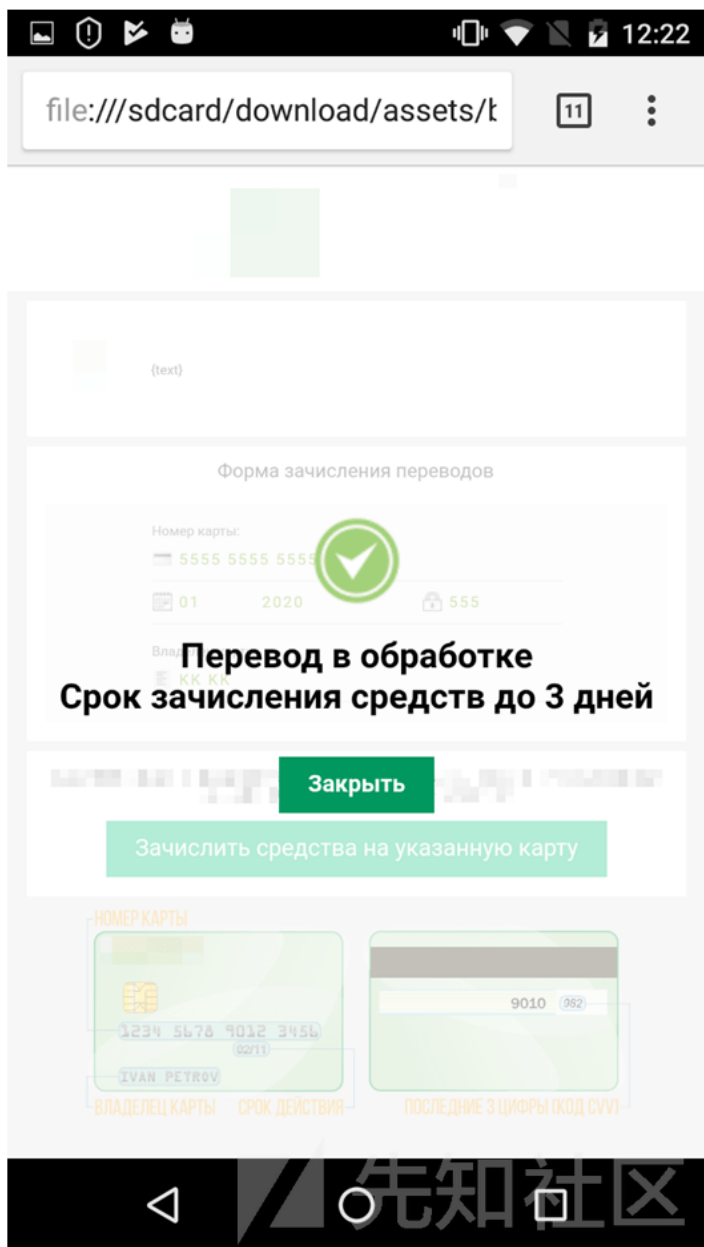 12:22
file:///sdcard/download/assets/b
11
{text}
Форма зачисления переводов
Номер карты:
5555 5555 5555
01 2020 555
KK KK
Перевод в обработке
Срок зачисления средств до 3 дней
Закрыть
Зачислить средства на указанную карту
НОМЕР КАРТЫ
1234 5678 9012 3456
02/11
IVAN PETROV
ВЛАДЕЛЕЦ КАРТЫ СРОК ДЕЙСТВИЯ
9010 962
ПОСЛЕДНИЕ 3 ЦИФРЫ (КОД CVV)
先知社区